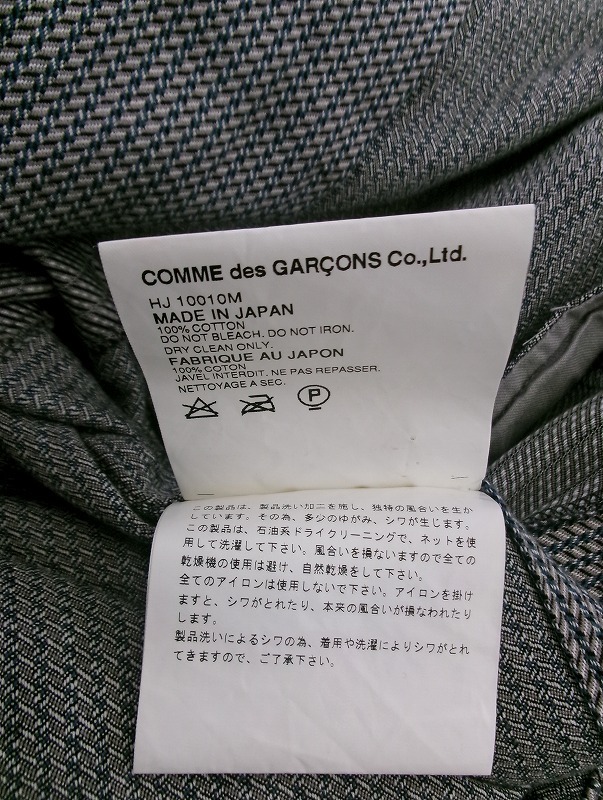 COMME des GARÇONS Co.,Ltd.
HJ 10010M
MADE IN JAPAN
100% COTTON
DO NOT BLEACH. DO NOT IRON.
DRY CLEAN ONLY.
FABRIQUE AU JAPON
100% COTON
JAVEL INTERDIT. NE PAS REPASSER.
NETTOYAGE A SEC.
P
この製品は、製品洗い加工を施し、独特の風合いを生か
しています。その為、多少のゆがみ、シワが生じます。
この製品は、石油系ドライクリーニングで、ネットを使
用して洗濯して下さい。風合いを損ないますので全ての
乾燥機の使用は避け、自然乾燥をして下さい。
全てのアイロンは使用しないで下さい。アイロンを掛け
ますと、シワがとれたり、本来の風合いが損なわれたり
します。
製品洗いによるシワの為、着用や洗濯によりシワがとれ
てきますので、ご了承下さい。